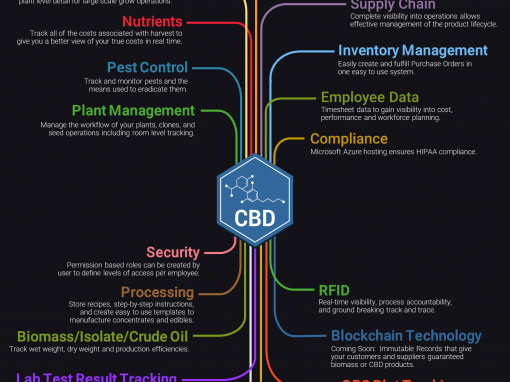 plant level detail for large scale grow operations.
Nutrients
Track all of the costs associated with harvest to
give you a better view of your true costs in real time.
Pest Control
Track and monitor pests and the
means used to eradicate them.
Plant Management
Manage the workflow of your plants, clones, and
seed operations including room level tracking.
Supply Chain
Complete visibility into operations allows
effective management of the product lifecycle.
Inventory Management
Easily create and fulfill Purchase Orders in
one easy to use system.
Employee Data
Timesheet data to gain visibility into cost,
performance and workforce planning.
Compliance
Microsoft Azure hosting ensures HIPAA compliance.
CBD
Security
Permission based roles can be created by
user to define levels of access per employee.
Processing
Store recipes, step-by-step instructions,
and create easy to use templates to
manufacture concentrates and edibles.
Biomass/Isolate/Crude Oil
Track wet weight, dry weight and production efficiencies.
Lab Test Result Tracking
RFID
Real-time visibility, process accountability,
and ground breaking track and trace.
Blockchain Technology
Coming Soon: Immutable Records that give
your customers and suppliers guaranteed
biomass or CBD products.